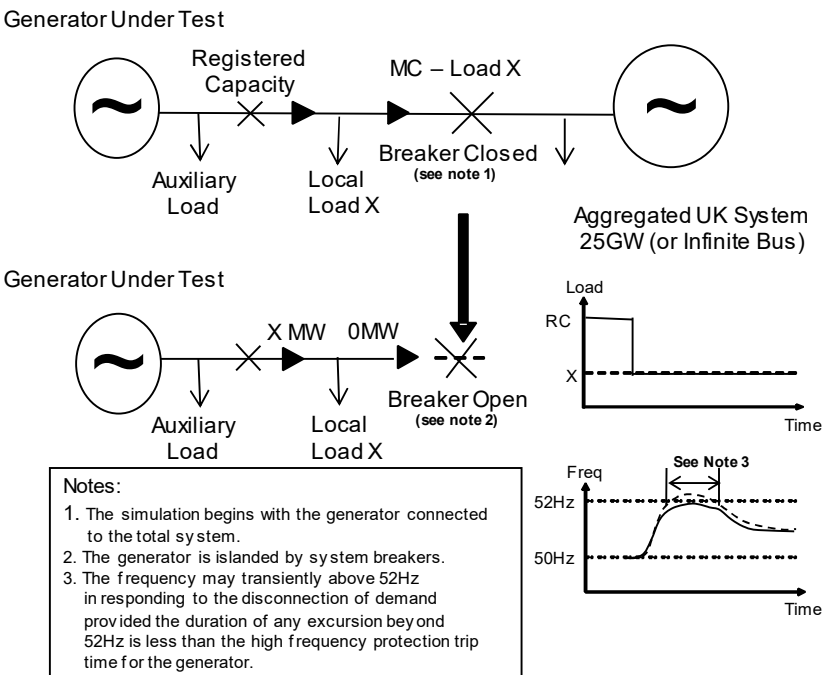 Generator Under Test
Registered
Capacity
MC – Load X
Auxiliary
Load
Local
Load X
Breaker Closed
(see note 1)
Aggregated UK System
25GW (or Infinite Bus)
Generator Under Test
X MW
0MW
Auxiliary
Load
Local
Load X
Breaker Open
(see note 2)
Load
RC
X
Time
Freq
See Note 3
52Hz
50Hz
Time
Notes:
1. The simulation begins with the generator connected
to the total system.
2. The generator is islanded by system breakers.
3. The frequency may transiently above 52Hz
in responding to the disconnection of demand
provided the duration of any excursion beyond
52Hz is less than the high frequency protection trip
time for the generator.